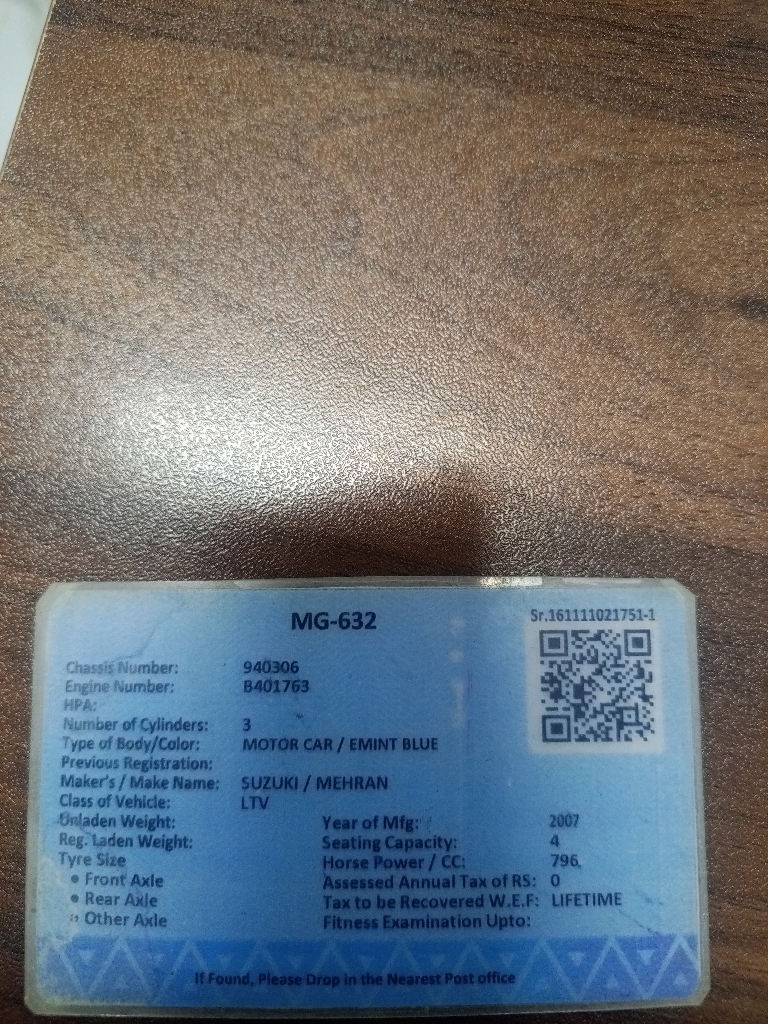 MG-632
Sr.161111021751-1
Chassis Number: 940306
Engine Number: B401763
HPA:
Number of Cylinders: 3
Type of Body/Color: MOTOR CAR / EMINT BLUE
Previous Registration:
Maker's / Make Name: SUZUKI / MEHRAN
Class of Vehicle: LTV
Unladen Weight: Year of Mfg: 2007
Reg. Laden Weight: Seating Capacity: 4
Tyre Size Horse Power / CC: 796
• Front Axle Assessed Annual Tax of RS: 0
• Rear Axle Tax to be Recovered W.E.F: LIFETIME
• Other Axle Fitness Examination Upto:
If Found, Please Drop in the Nearest Post office